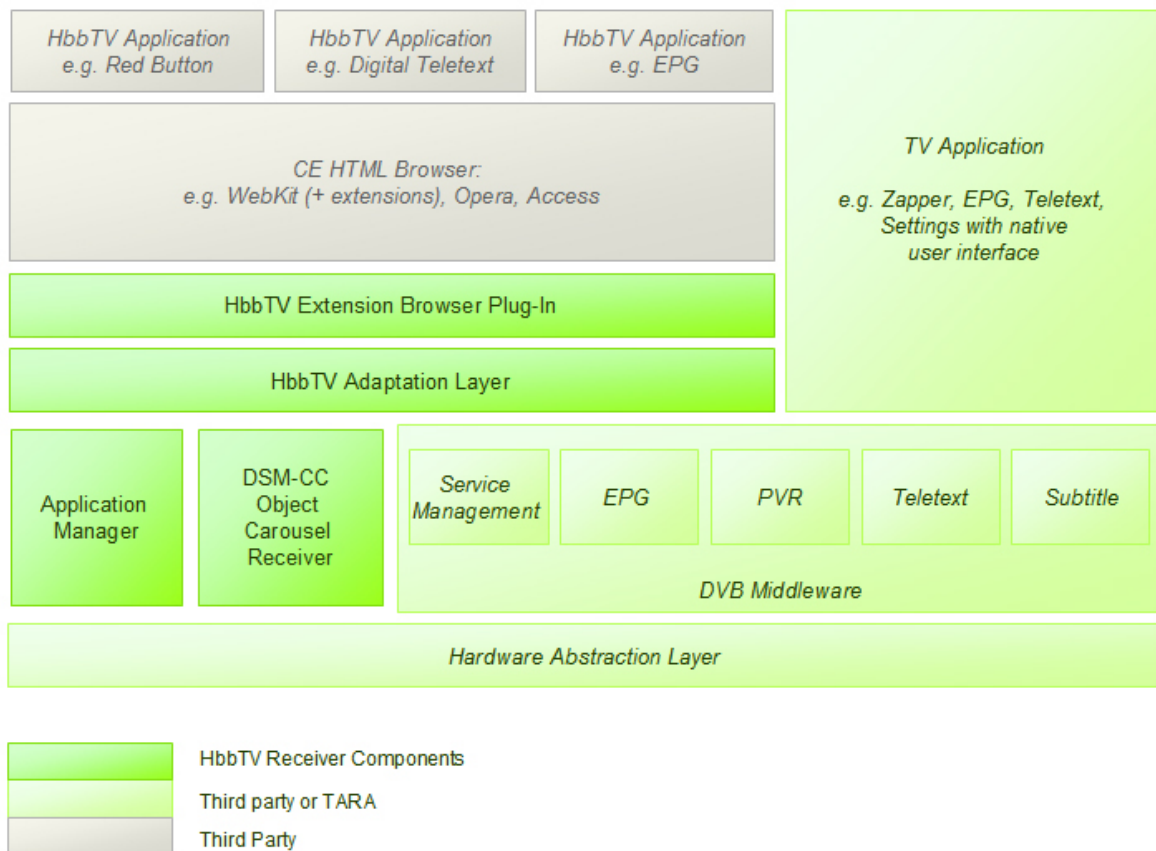 HbbTV Application
e.g. Red Button
HbbTV Application
e.g. Digital Teletext
HbbTV Application
e.g. EPG
TV Application
e.g. Zapper, EPG, Teletext,
Settings with native
user interface
CE HTML Browser:
e.g. WebKit (+ extensions), Opera, Access
HbbTV Extension Browser Plug-In
HbbTV Adaptation Layer
Application
Manager
DSM-CC
Object
Carousel
Receiver
Service
Management
EPG
PVR
Teletext
Subtitle
DVB Middleware
Hardware Abstraction Layer
HbbTV Receiver Components
Third party or TARA
Third Party